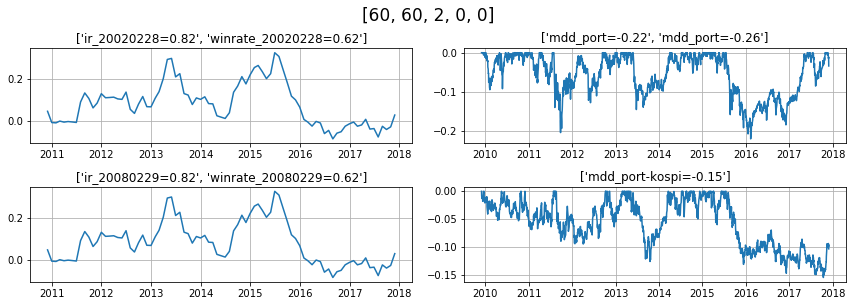 [60, 60, 2, 0, 0]
['ir_20020228=0.82', 'winrate_20020228=0.62']
0.2
0.0
2011 2012 2013 2014 2015 2016 2017 2018
['mdd_port=-0.22', 'mdd_port=-0.26']
0.0
−0.1
−0.2
2010 2011 2012 2013 2014 2015 2016 2017 2018
['ir_20080229=0.82', 'winrate_20080229=0.62']
0.2
0.0
2011 2012 2013 2014 2015 2016 2017 2018
['mdd_port-kospi=-0.15']
0.00
−0.05
−0.10
−0.15
2010 2011 2012 2013 2014 2015 2016 2017 2018